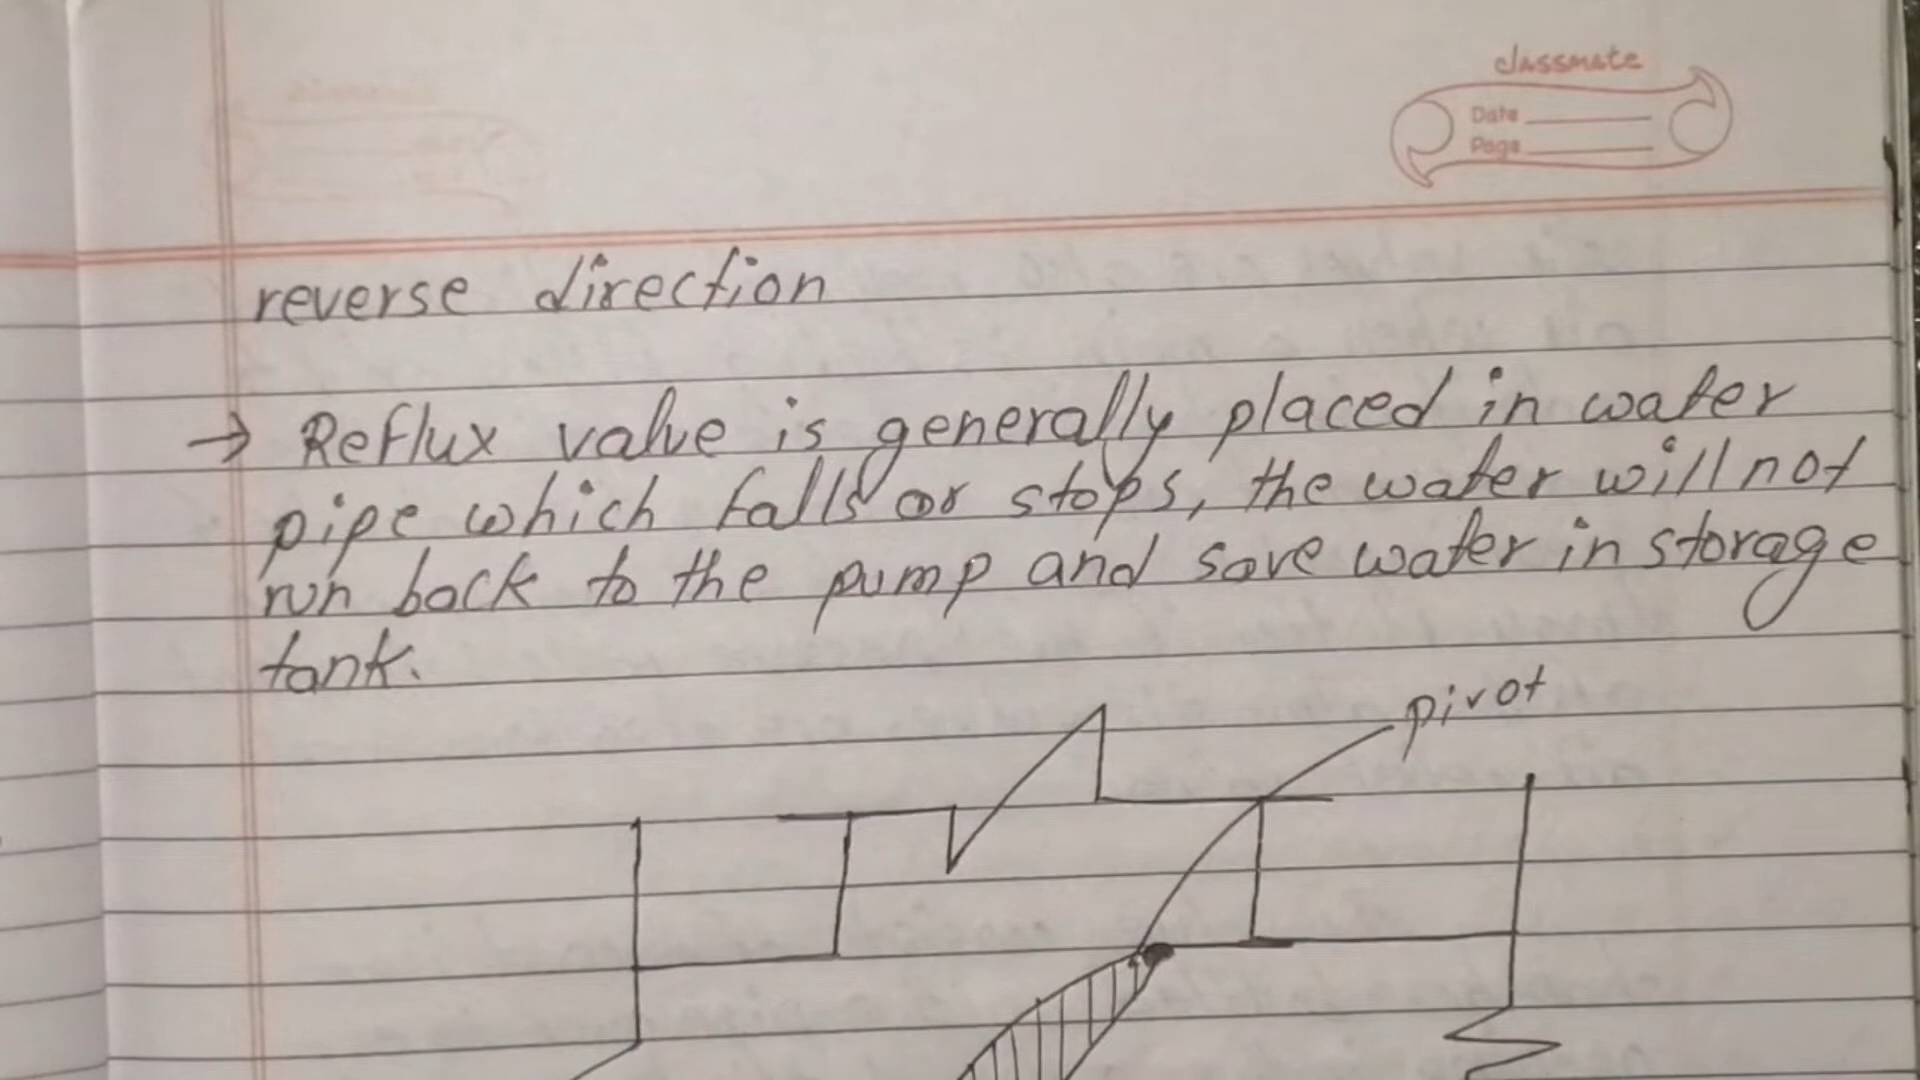 classmate
Date
Page
reverse direction
→ Reflux valve is generally placed in water
pipe which falls or stops, the water will not
run back to the pump and save water in storage
tank.
pivot